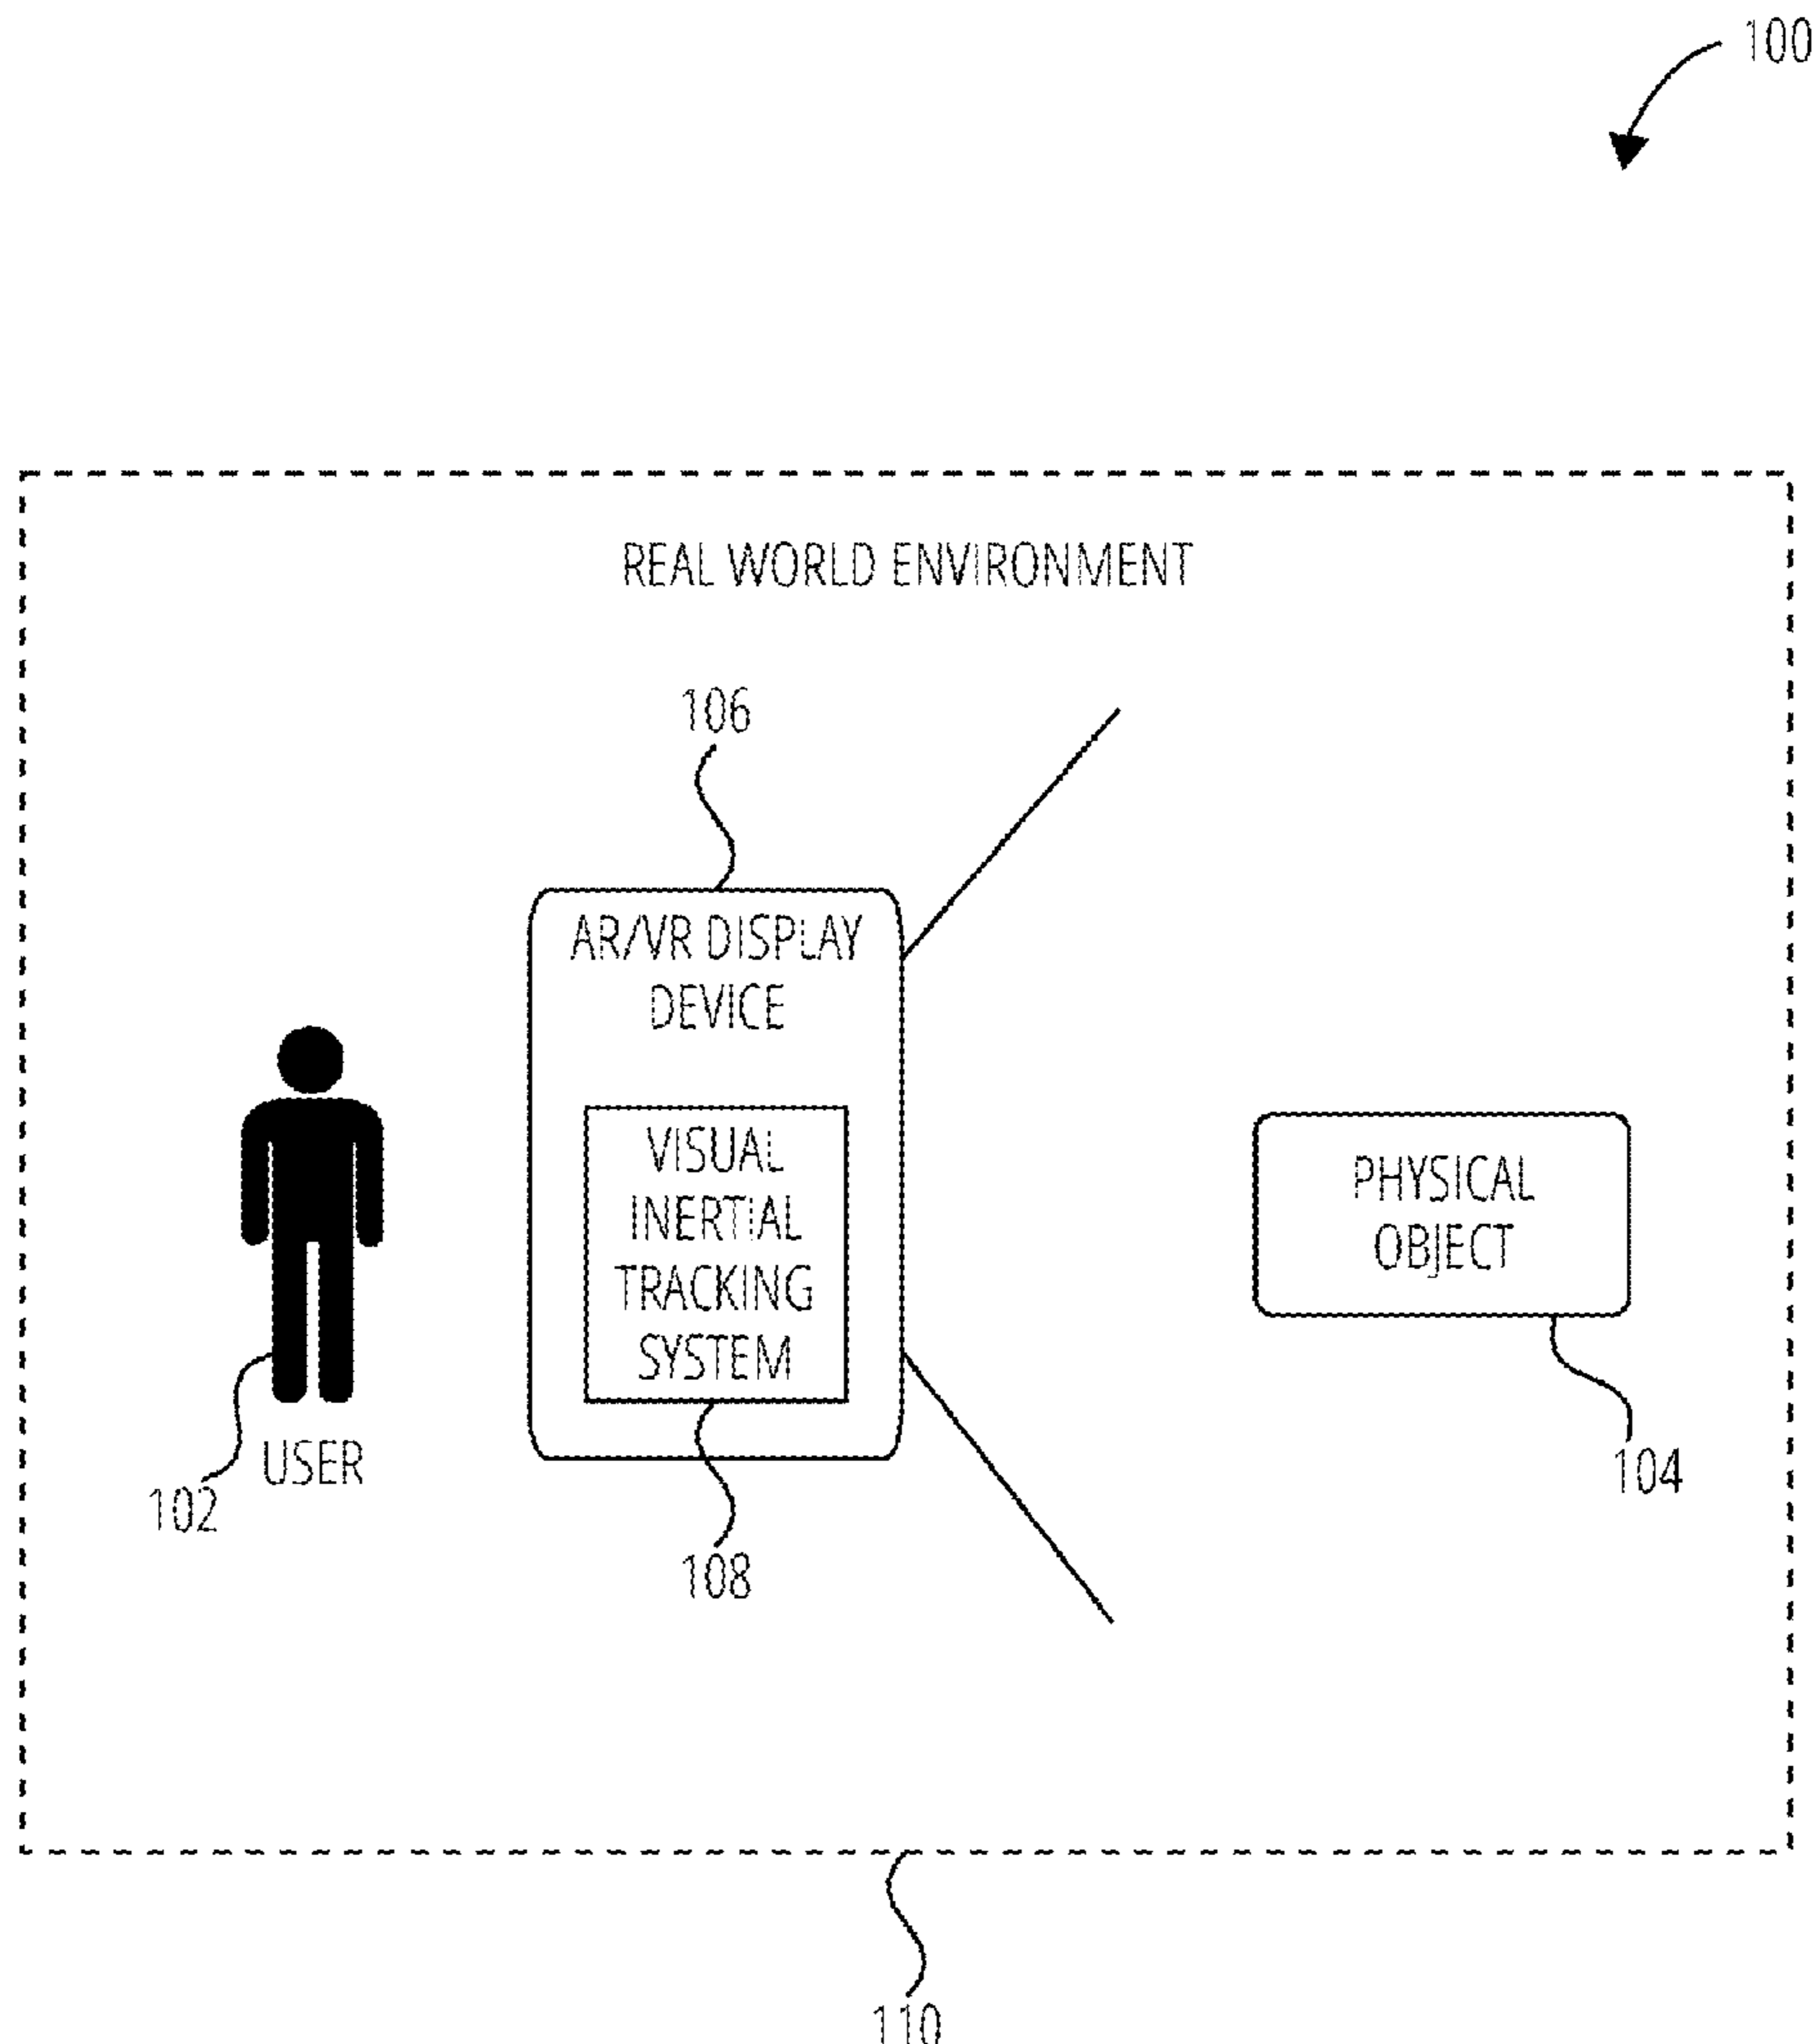 100
REAL WORLD ENVIRONMENT
106
AR/VR DISPLAY
DEVICE
VISUAL
INERTIAL
TRACKING
SYSTEM
PHYSICAL
OBJECT
USER
102
104
108
110